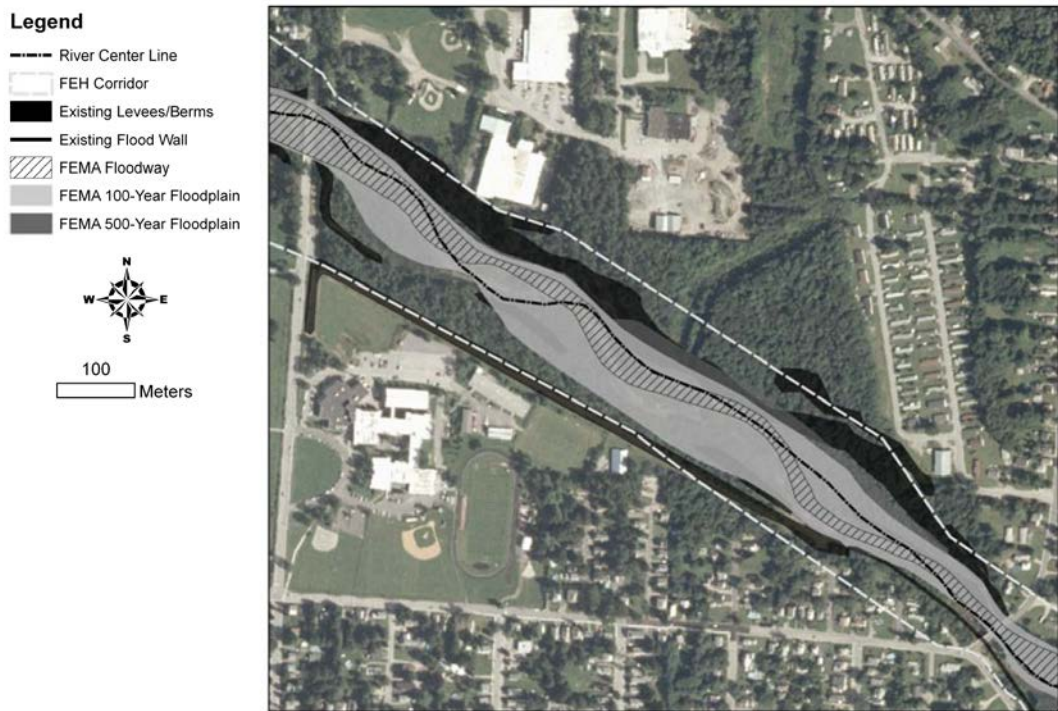 Legend
River Center Line
FEH Corridor
Existing Levees/Berms
Existing Flood Wall
FEMA Floodway
FEMA 100-Year Floodplain
FEMA 500-Year Floodplain
N
W E
S
100
Meters